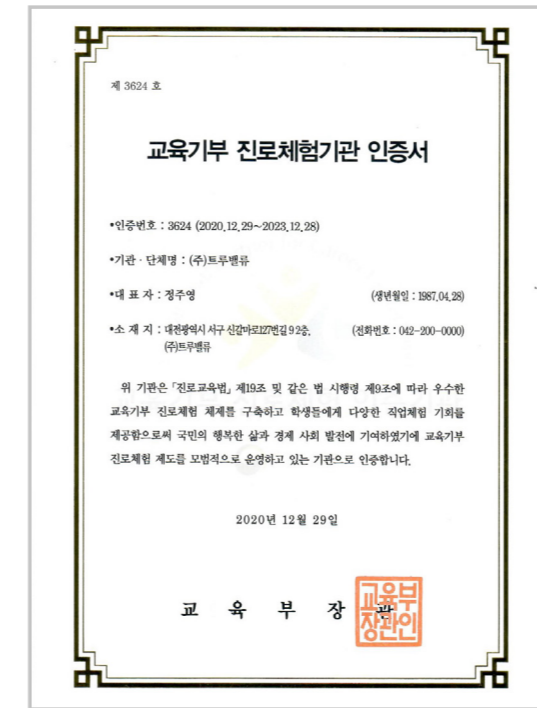 제 3624 호
교육기부 진로체험기관 인증서
•인증번호 : 3624 (2020.12.29~2023.12.28)
•기관 · 단체명 : (주)트루밸류
•대 표 자 : 정주영 (생년월일 : 1987.04.28)
•소 재 지 : 대전광역시 서구 신갈마로127번길 9 2층, (전화번호 : 042-200-0000)
(주)트루밸류
위 기관은 「진로교육법」 제19조 및 같은 법 시행령 제9조에 따라 우수한
교육기부 진로체험 체제를 구축하고 학생들에게 다양한 직업체험 기회를
제공함으로써 국민의 행복한 삶과 경제 사회 발전에 기여하였기에 교육기부
진로체험 제도를 모범적으로 운영하고 있는 기관으로 인증합니다.
2020년 12월 29일
교 육 부 장 관
교육부
장관인